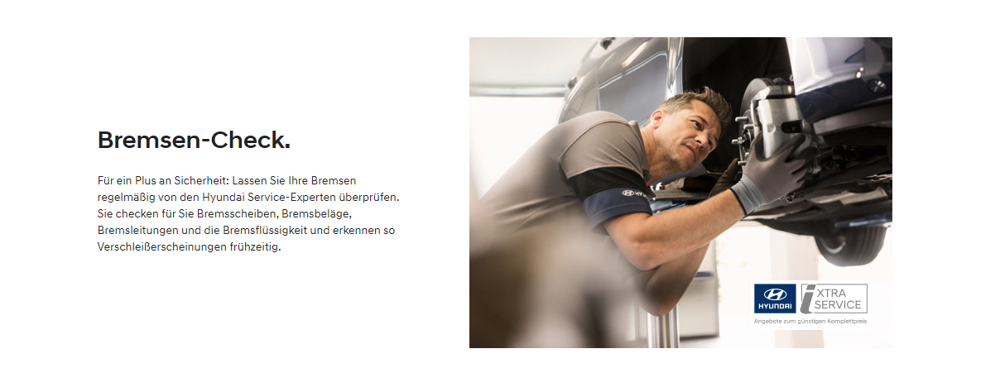 Bremsen-Check.
Für ein Plus an Sicherheit: Lassen Sie Ihre Bremsen
regelmäßig von den Hyundai Service-Experten überprüfen.
Sie checken für Sie Bremsscheiben, Bremsbeläge,
Bremsleitungen und die Bremsflüssigkeit und erkennen so
Verschleißerscheinungen frühzeitig.
HYUNDAI
i XTRA
SERVICE
Angebote zum günstigen Komplettpreis